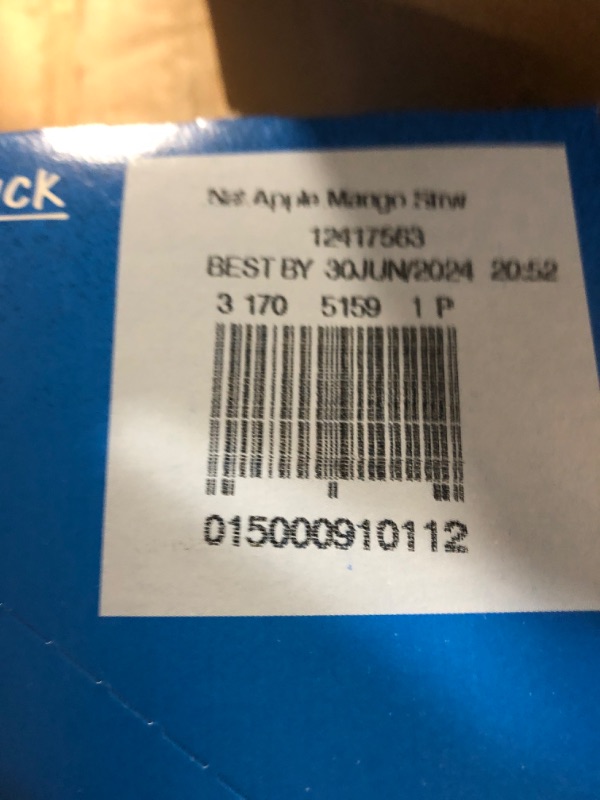 CK
Nat Apple Mango Strw
12417563
BEST BY 30JUN/2024 20:52
3 170 5159 1 P
015000910112